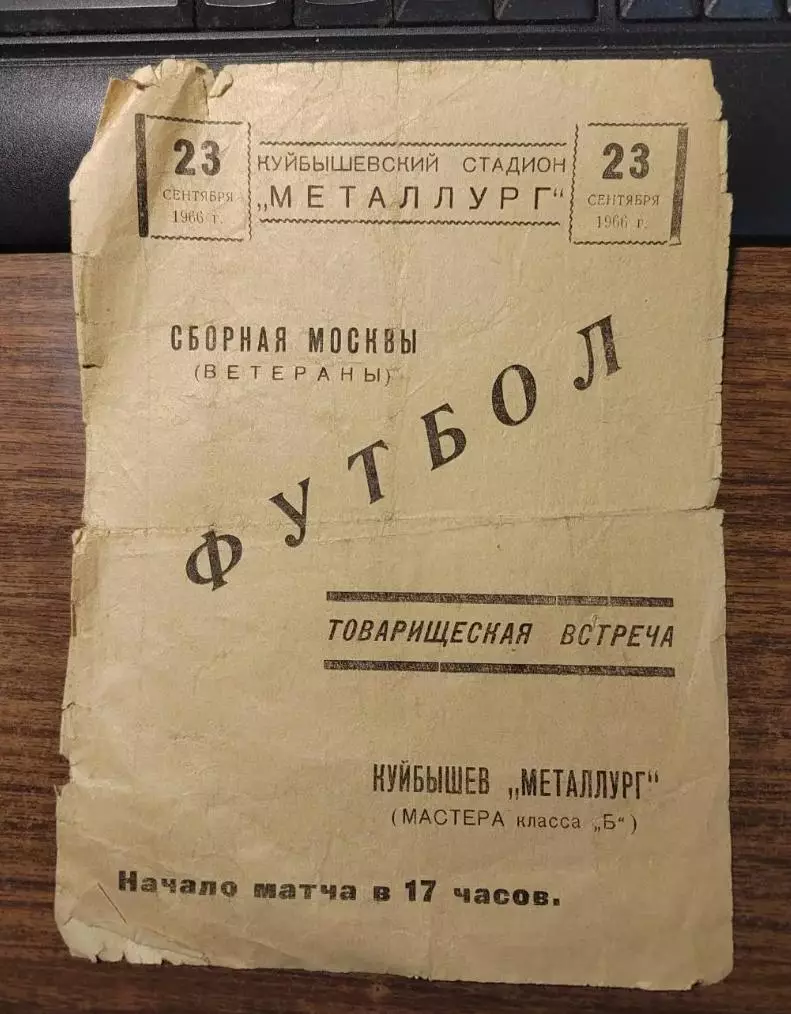 23
СЕНТЯБРЯ
1966 г.
КУЙБЫШЕВСКИЙ СТАДИОН
„МЕТАЛЛУРГ“
23
СЕНТЯБРЯ
1966 г.
СБОРНАЯ МОСКВЫ
(ВЕТЕРАНЫ)
ФУТБОЛ
ТОВАРИЩЕСКАЯ ВСТРЕЧА
КУЙБЫШЕВ „МЕТАЛЛУРГ“
(МАСТЕРА класса „Б“)
Начало матча в 17 часов.